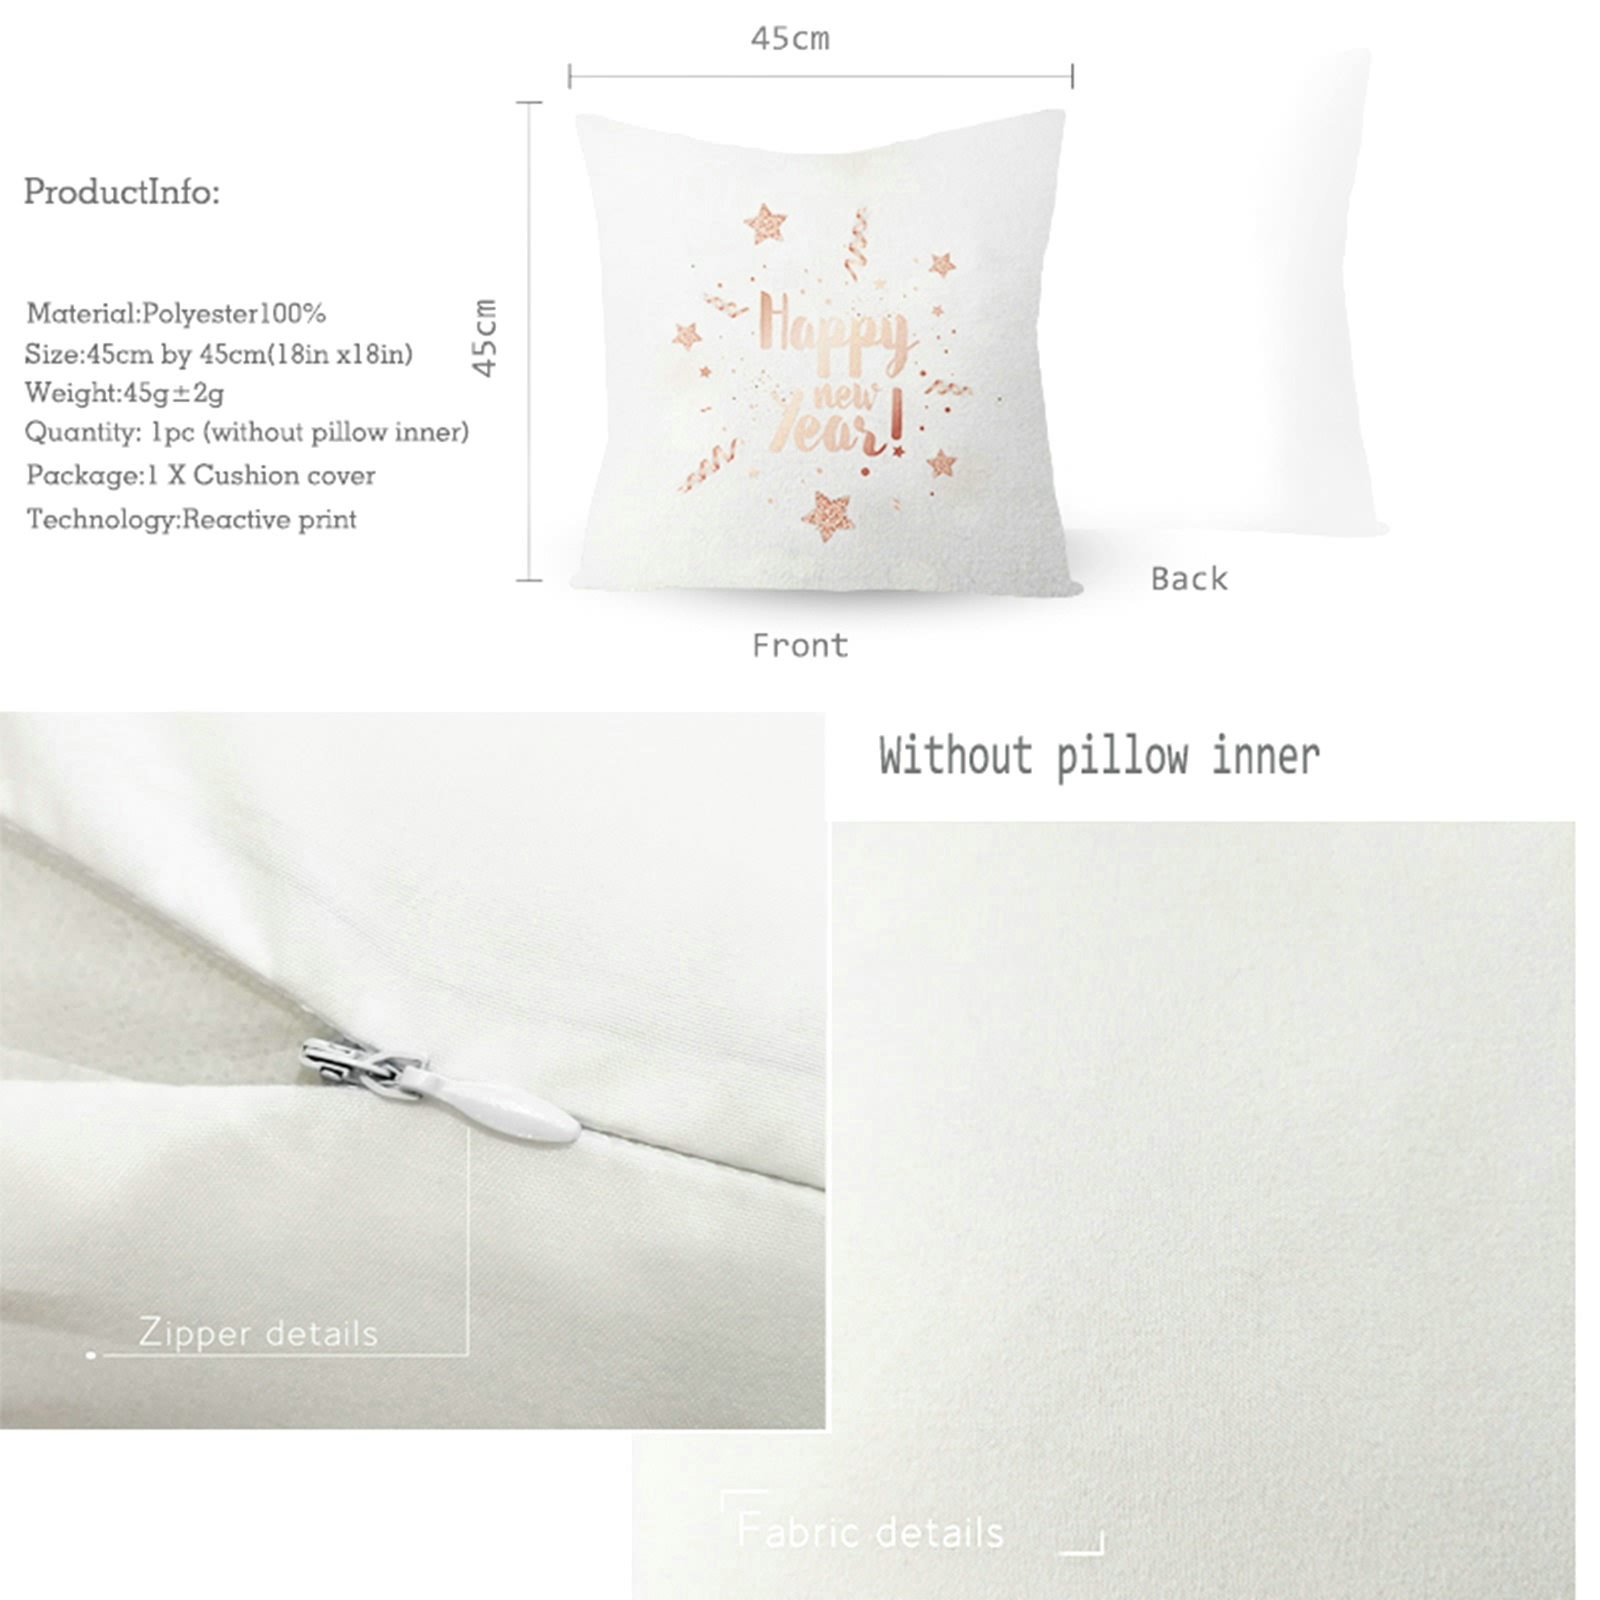 45cm
45cm
ProductInfo:
Material:Polyester100%
Size:45cm by 45cm(18in x18in)
Weight:45g±2g
Quantity: 1pc (without pillow inner)
Package:1 X Cushion cover
Technology:Reactive print
Happy
new
Year!
Back
Front
Without pillow inner
Zipper details
Fabric details